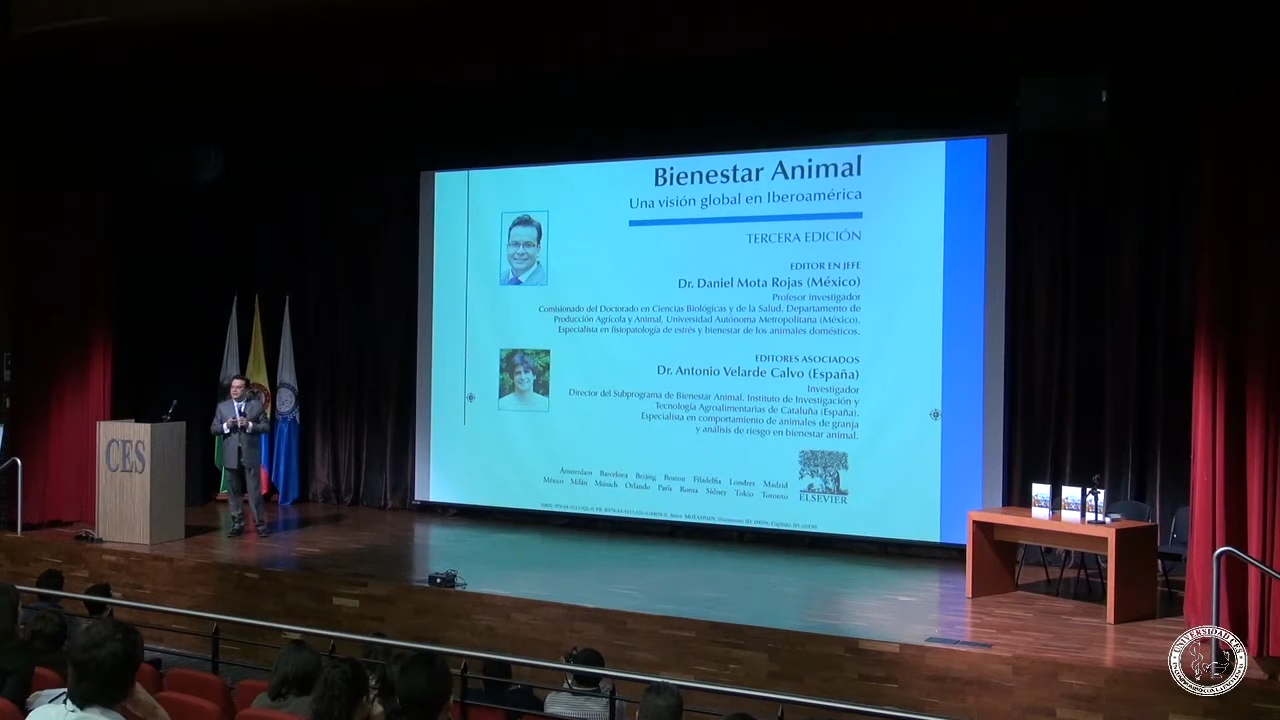 Bienestar Animal
Una visión global en Iberoamérica
TERCERA EDICIÓN
EDITOR EN JEFE
Dr. Daniel Mota Rojas (México)
Profesor investigador
Comisionado del Doctorado en Ciencias Biológicas y de la Salud. Departamento de
Producción Agrícola y Animal, Universidad Autónoma Metropolitana (México).
Especialista en fisiopatología de estrés y bienestar de los animales domésticos.
EDITORES ASOCIADOS
Dr. Antonio Velarde Calvo (España)
Investigador
Director del Subprograma de Bienestar Animal. Instituto de Investigación y
Tecnología Agroalimentarias de Cataluña (España).
Especialista en comportamiento de animales de granja
y análisis de riesgo en bienestar animal.
Ámsterdam Barcelona Beijing Boston Filadelfia Londres Madrid
México Milán Múnich Orlando París Roma Sídney Tokio Toronto
ELSEVIER
CES
UNIVERSIDAD CES